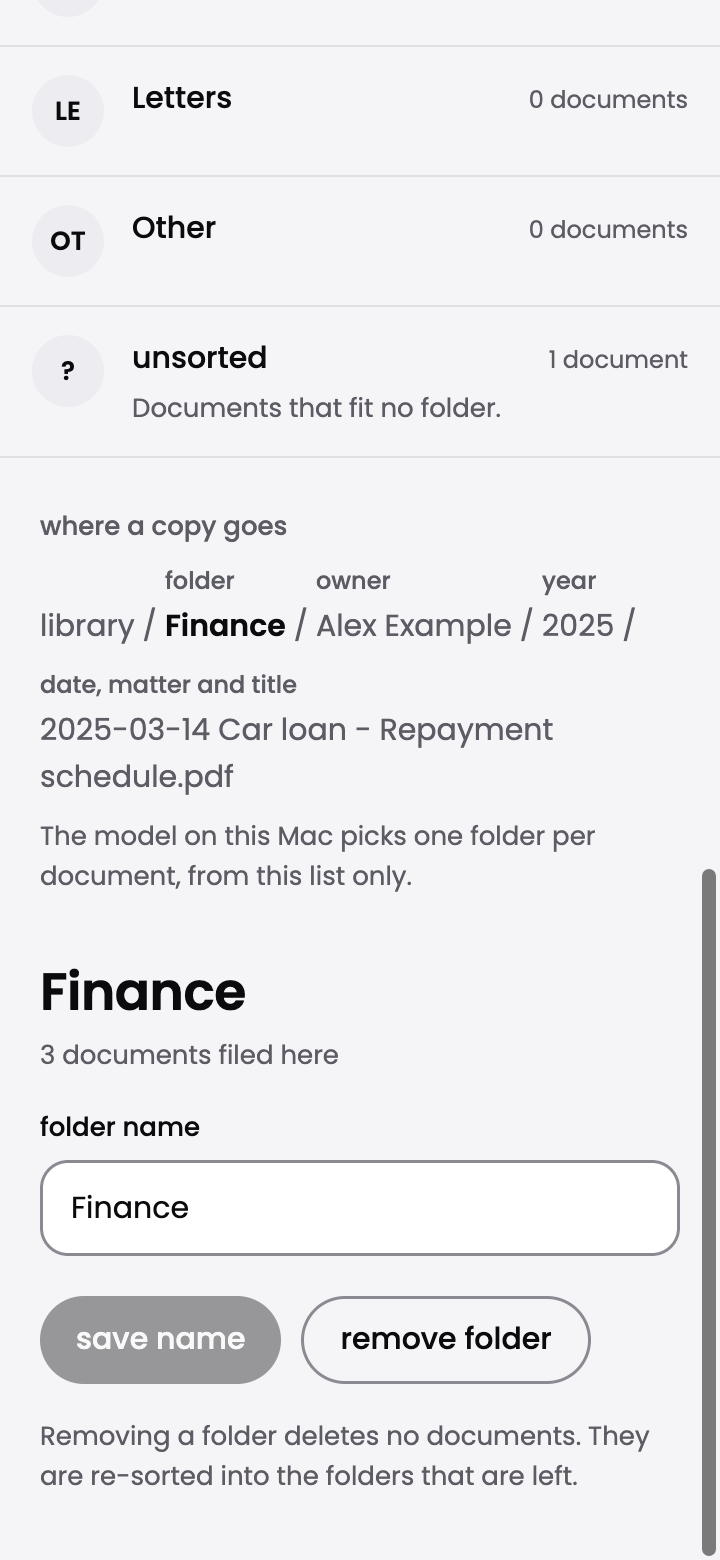 LE
Letters
0 documents
OT
Other
0 documents
?
unsorted
1 document
Documents that fit no folder.
where a copy goes
folder owner year
library / Finance / Alex Example / 2025 /
date, matter and title
2025-03-14 Car loan - Repayment
schedule.pdf
The model on this Mac picks one folder per
document, from this list only.
Finance
3 documents filed here
folder name
Finance
save name
remove folder
Removing a folder deletes no documents. They
are re-sorted into the folders that are left.